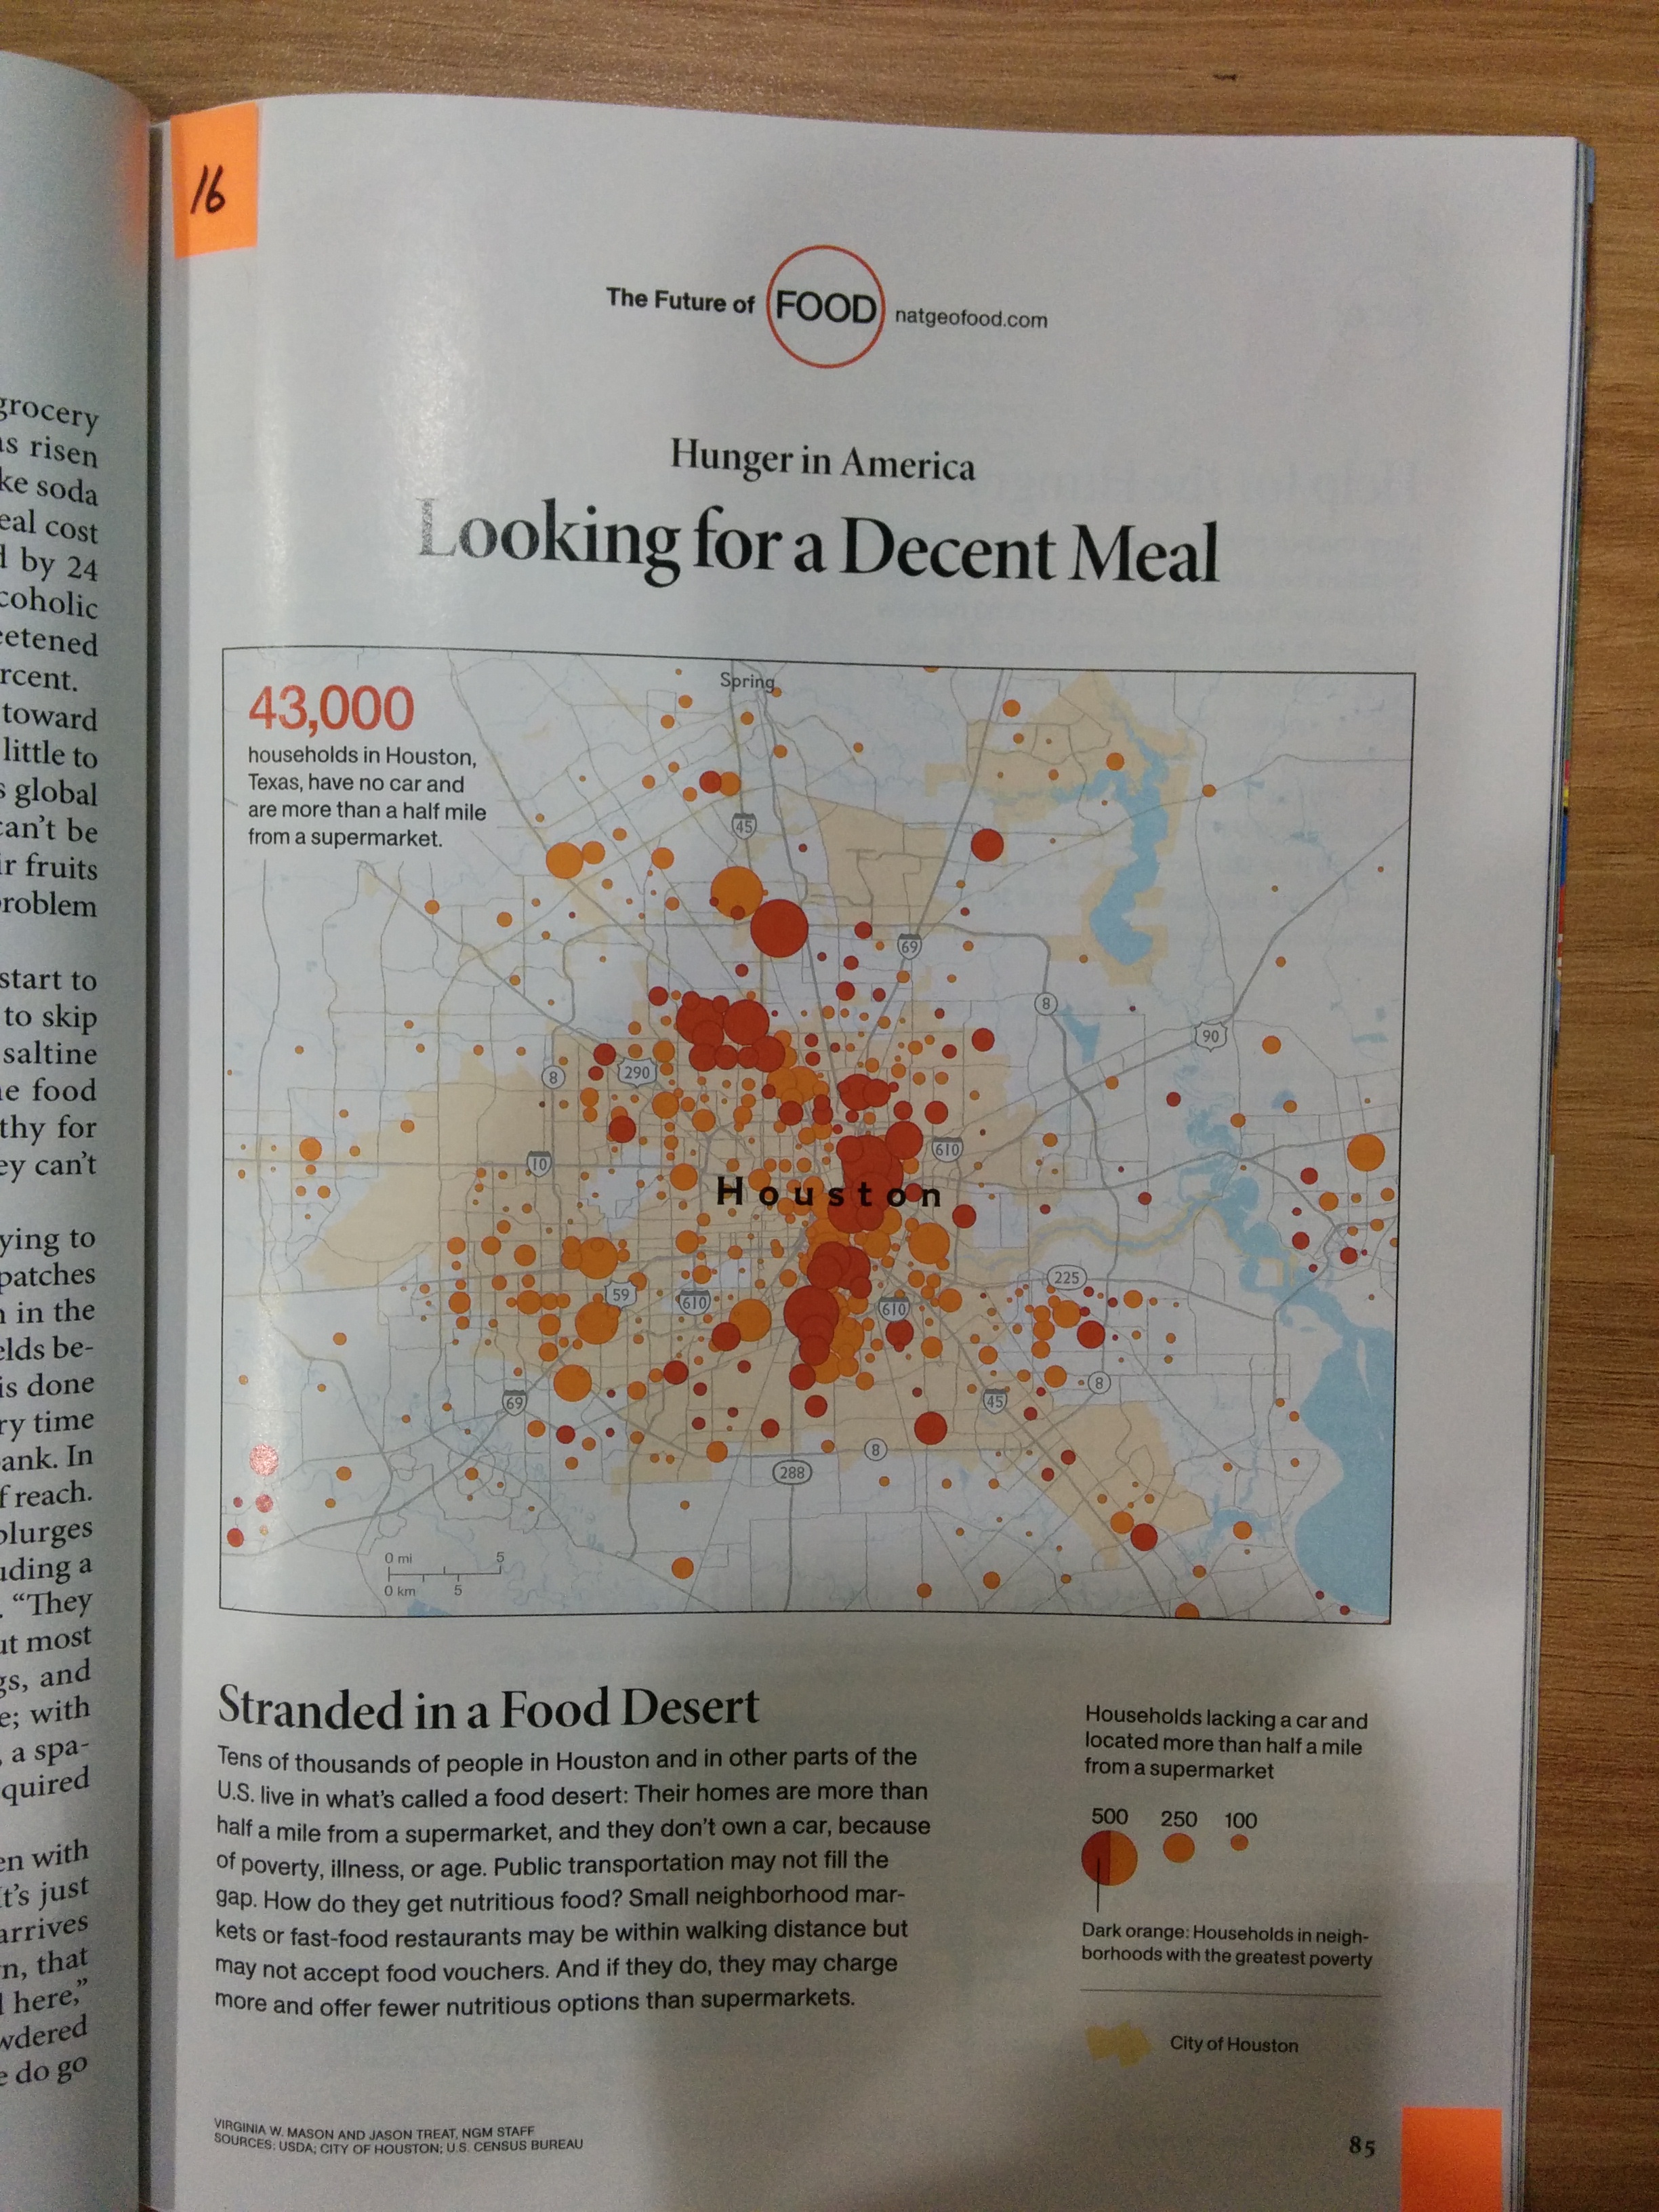 grocery
as risen
ke soda
eal cost
d by 24
coholic
eetened
rcent.
toward
little to
s global
can't be
ir fruits
problem
start to
to skip
saltine
ne food
thy for
ey can't
ying to
patches
n in the
elds be-
is done
ry time
ank. In
f reach.
plurges
uding a
. "They
ut most
gs, and
e; with
, a spa-
quired
en with
t's just
arrives
n, that
d here,"
wdered
e do go
16
The Future of FOOD natgeofood.com
Hunger in America
Looking for a Decent Meal
43,000
households in Houston,
Texas, have no car and
are more than a half mile
from a supermarket.
Spring
45
69
8
90
290
8
10
610
Houston
225
59
610
610
69
45
8
8
288
0 mi 5
0 km 5
Stranded in a Food Desert
Tens of thousands of people in Houston and in other parts of the
U.S. live in what's called a food desert: Their homes are more than
half a mile from a supermarket, and they don't own a car, because
of poverty, illness, or age. Public transportation may not fill the
gap. How do they get nutritious food? Small neighborhood mar-
kets or fast-food restaurants may be within walking distance but
may not accept food vouchers. And if they do, they may charge
more and offer fewer nutritious options than supermarkets.
Households lacking a car and
located more than half a mile
from a supermarket
500 250 100
Dark orange: Households in neigh-
borhoods with the greatest poverty
City of Houston
VIRGINIA W. MASON AND JASON TREAT, NGM STAFF
SOURCES: USDA; CITY OF HOUSTON; U.S. CENSUS BUREAU
85